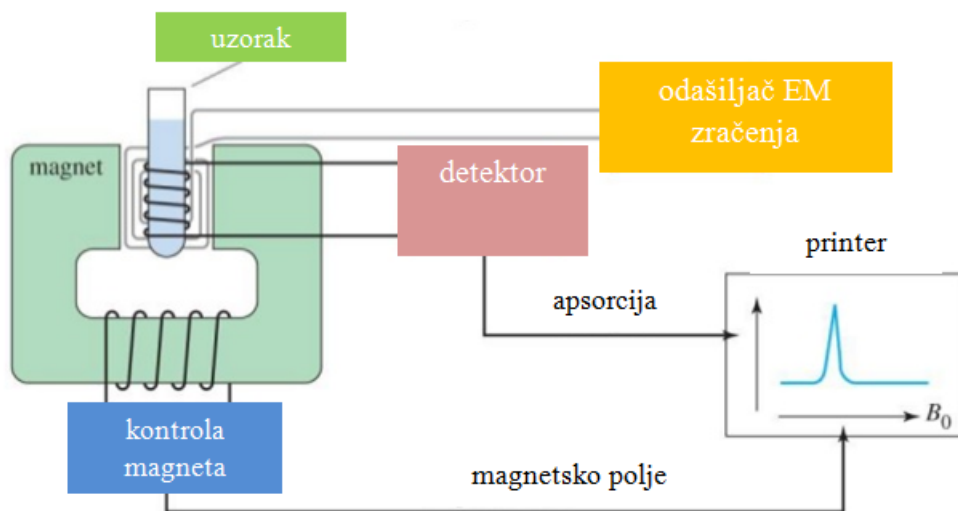 uzorak
odašiljač EM
zračenja
magnet
detektor
printer
apsorcija
B0
kontrola
magneta
magnetsko polje